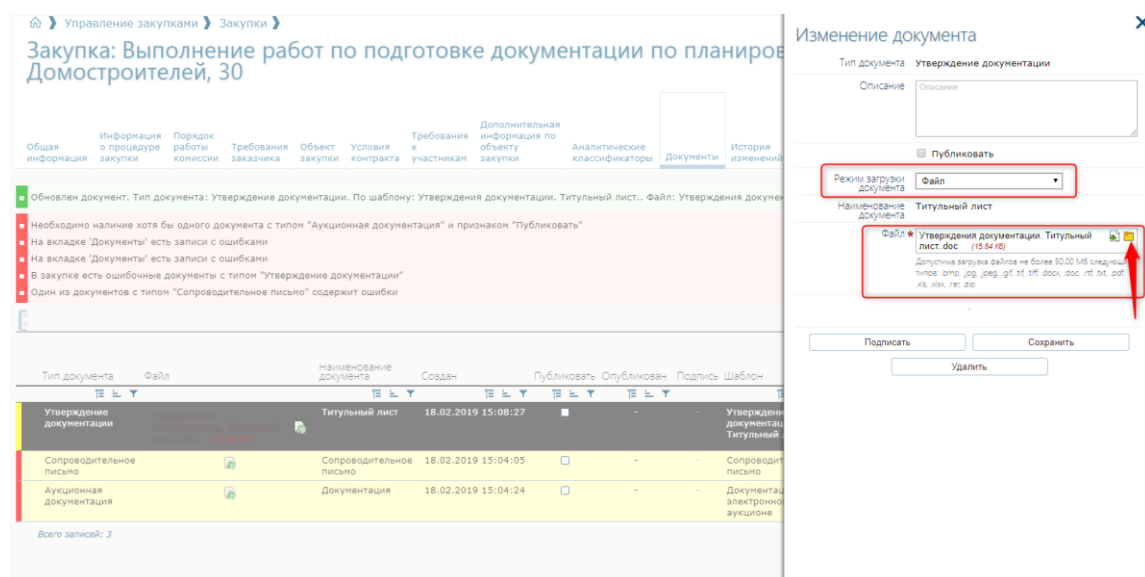 Управление закупками ❯ Закупки ❯
Закупка: Выполнение работ по подготовке документации по планиров
Домостроителей, 30
Общая информация
Информация о процедуре закупки
Порядок работы комиссии
Требования заказчика
Объект закупки
Условия контракта
Требования к участникам
Дополнительная информация по объекту закупки
Аналитические классификаторы
Документы
История изменений
Обновлен документ. Тип документа: Утверждение документации. По шаблону: Утверждения документации. Титульный лист.. Файл: Утвержден докумен
Необходимо наличие хотя бы одного документа с типом "Аукционная документация" и признаком "Публиковать"
На вкладке 'Документы' есть записи с ошибками
На вкладке 'Документы' есть записи с ошибками
В закупке есть ошибочные документы с типом "Утверждение документации"
Один из документов с типом "Сопроводительное письмо" содержит ошибки
Тип документа Файл Наименование документа Создан Публиковать Опубликован Подпись Шаблон
Утверждение Титульный лист 18.02.2019 15:08:27 - - Утверждени
документации документац
Титульный
Сопроводительное Сопроводительное 18.02.2019 15:04:05 - - Сопроводит
письмо письмо письмо
Аукционная Документация 18.02.2019 15:04:24 - - Документац
документация электронно
аукционе
Всего записей: 3
Изменение документа
Тип документа Утверждение документации
Описание Описание
Публиковать
Режим загрузки документа Файл
Наименование документа Титульный лист
Файл * Утверждения документации. Титульный
лист..doc (15.84 Кб)
Допустима загрузка файлов не более 50.00 Мб следующи
типов: .bmp, .jpg, .jpeg, .gif, .tif, .tiff, .docx, .doc, .rtf, .txt, .pdf,
.xls, .xlsx, .rar, .zip
-
Подписать Сохранить
Удалить